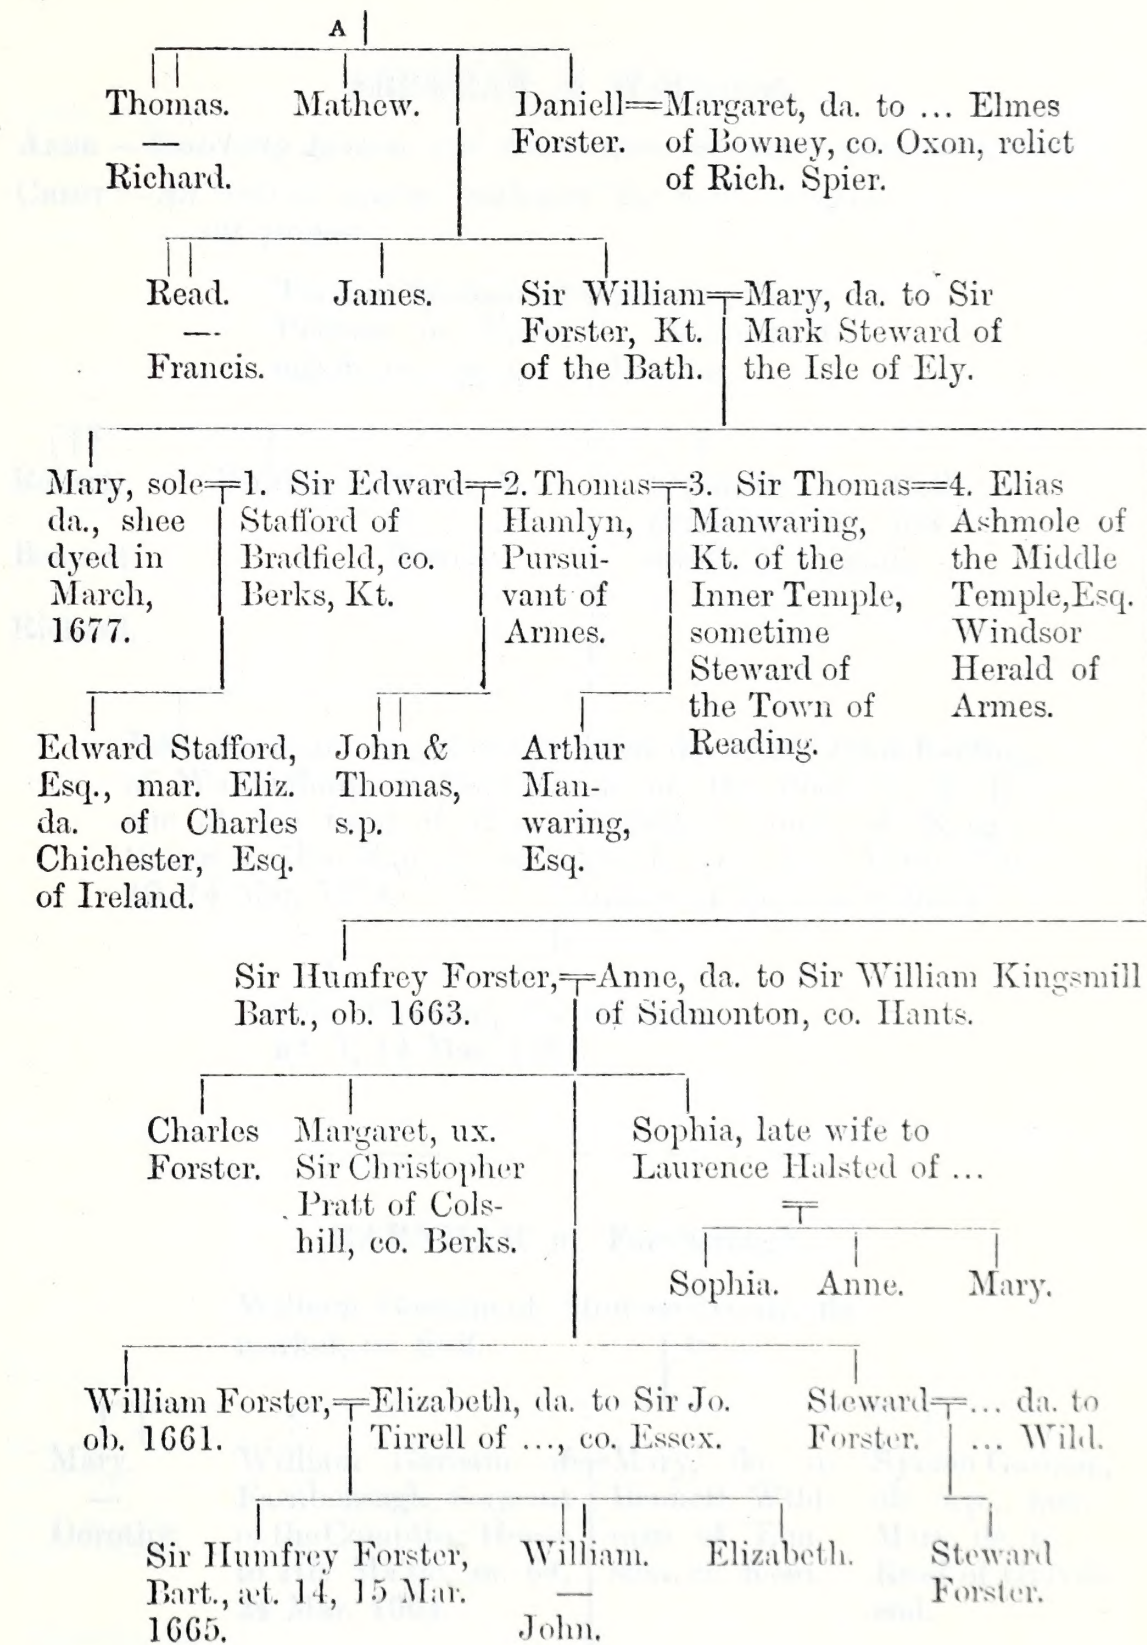 A
Thomas. Mathew. Daniell=Margaret, da. to ... Elmes
— Forster. of Bowney, co. Oxon, relict
Richard. of Rich. Spier.
Read. James. Sir William=Mary, da. to Sir
— Forster, Kt. Mark Steward of
Francis. of the Bath. the Isle of Ely.
Mary, sole=1. Sir Edward=2. Thomas=3. Sir Thomas=4. Elias
da., shee Stafford of Hamlyn, Manwaring, Ashmole of
dyed in Bradfield, co. Pursui- Kt. of the the Middle
March, Berks, Kt. vant of Inner Temple, Temple,Esq.
1677. Armes. sometime Windsor
Steward of Herald of
the Town of Armes.
Reading.
Edward Stafford, John & Arthur
Esq., mar. Eliz. Thomas, Man-
da. of Charles s.p. waring,
Chichester, Esq. Esq.
of Ireland.
Sir Humfrey Forster,=Anne, da. to Sir William Kingsmill
Bart., ob. 1663. of Sidmonton, co. Hants.
Charles Margaret, ux. Sophia, late wife to
Forster. Sir Christopher Laurence Halsted of ...
Pratt of Cols-
hill, co. Berks.
Sophia. Anne. Mary.
William Forster,=Elizabeth, da. to Sir Jo. Steward=... da. to
ob. 1661. Tirrell of ..., co. Essex. Forster. ... Wild.
Sir Humfrey Forster, William. Elizabeth. Steward
Bart., æt. 14, 15 Mar. — Forster.
1665. John.